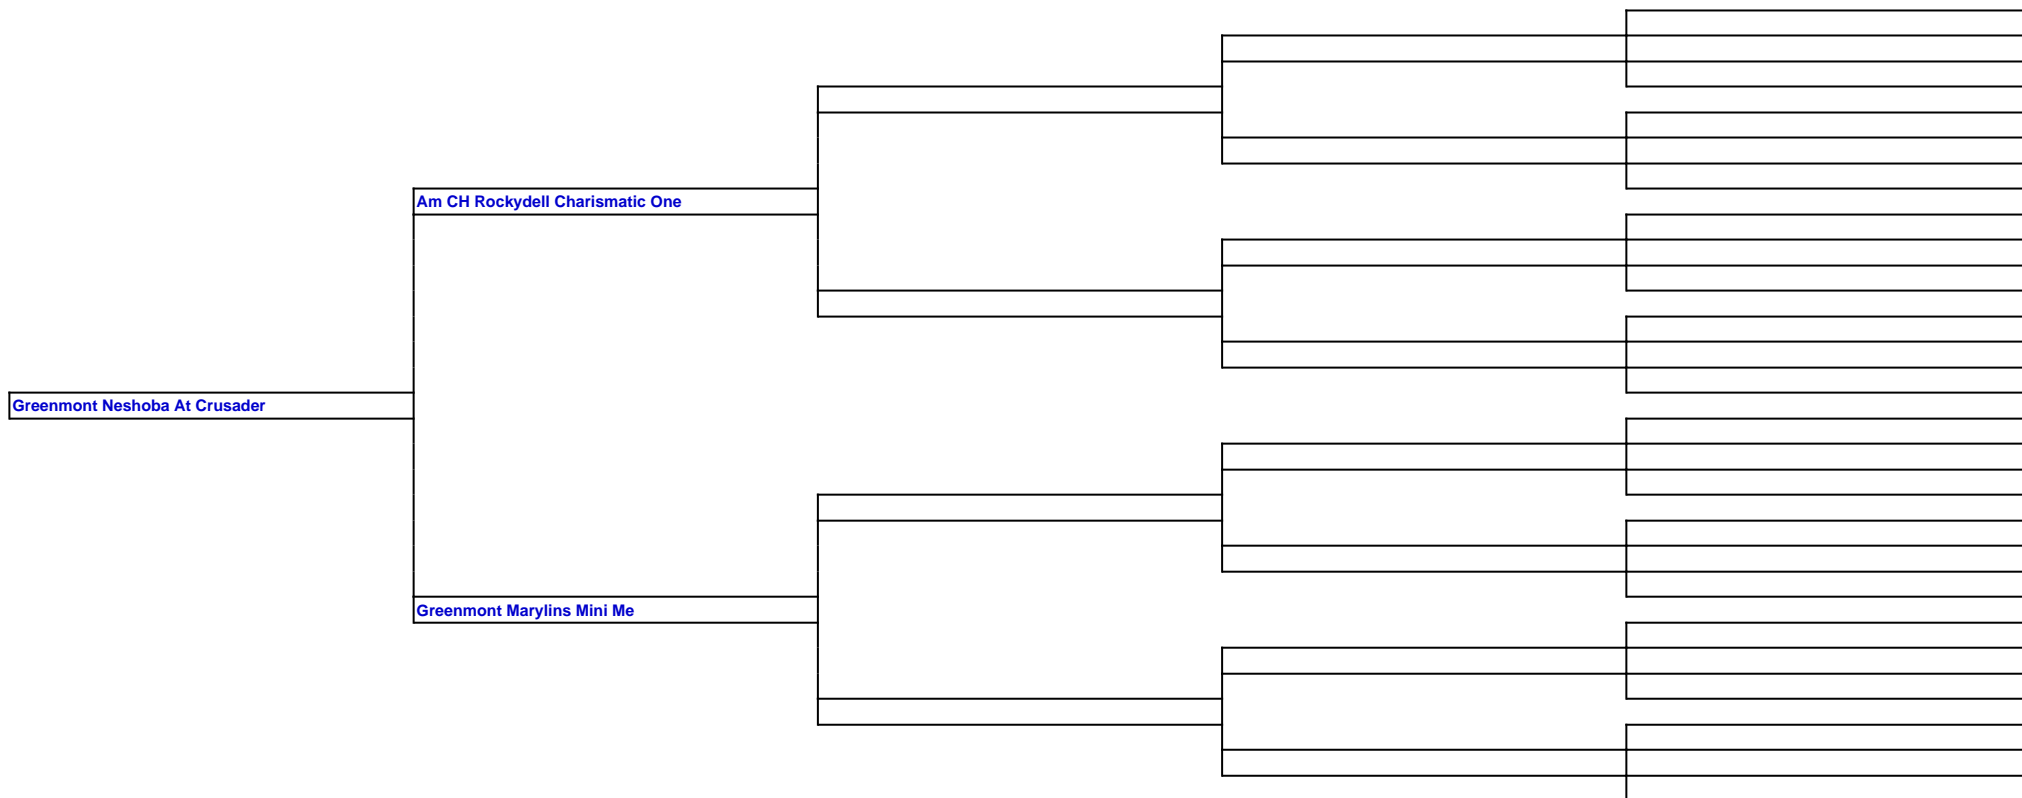 Am CH Rockydell Charismatic One
Greenmont Neshoba At Crusader
Greenmont Marylins Mini Me